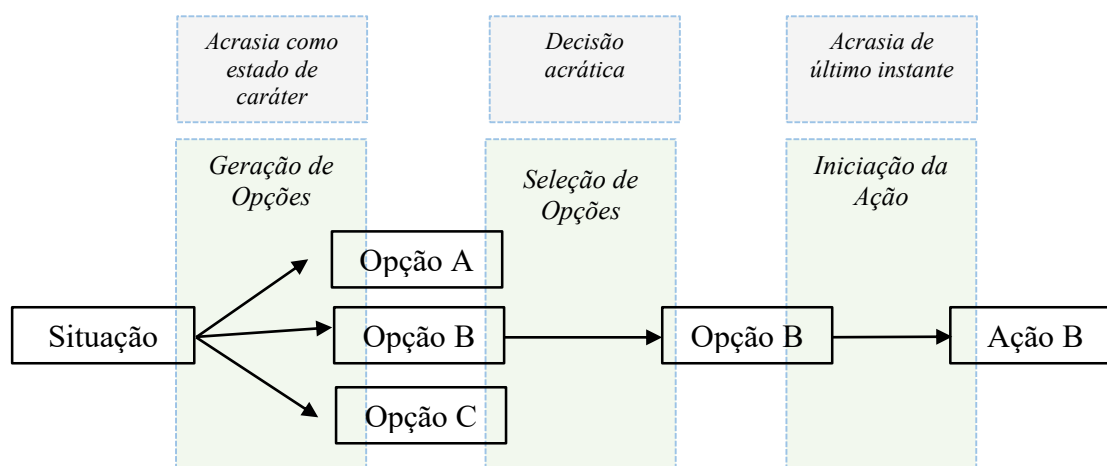 Acrasia como
estado de
caráter
Decisão
acrática
Acrasia de
último instante
Geração de
Opções
Seleção de
Opções
Iniciação da
Ação
Opção A
Situação
Opção B
Opção B
Ação B
Opção C